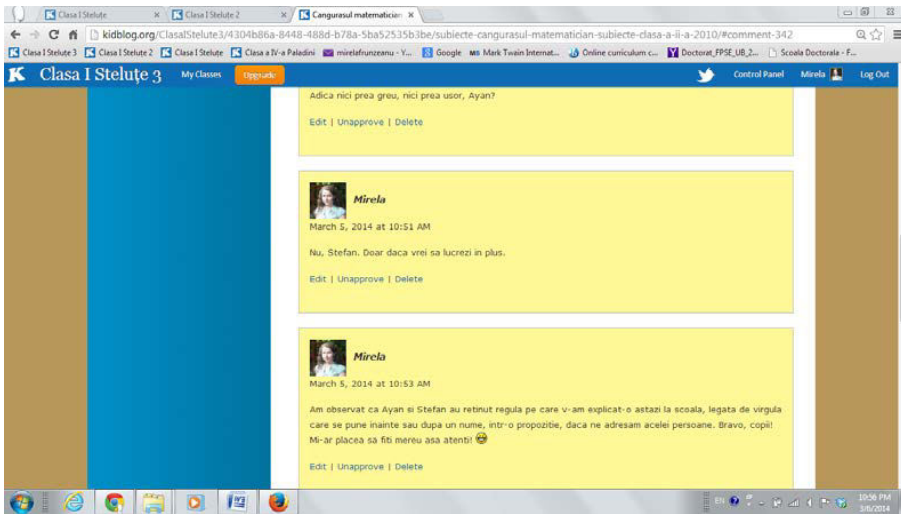 Clasa I Stelute
Clasa I Stelute 2
Cangurasul matematician
kidblog.org/ClasaIStelute3/4304b86a-8448-488d-b78a-5ba52535b3be/subiecte-cangurasul-matematician-subiecte-clasa-a-ii-a-2010/#comment-342
Clasa I Stelute 3 Clasa I Stelute 2 Clasa I Stelute Clasa a IV-a Paladini mirelafrunzeanu - Y... Google Mark Twain Internat... Online curriculum c... Doctorat_FPSE_UB_2... Scoala Doctorala - F...
Clasa I Steluțe 3 My Classes Upgrade Control Panel Mirela Log Out
Adica nici prea greu, nici prea usor, Ayan?
Edit | Unapprove | Delete
Mirela
March 5, 2014 at 10:51 AM
Nu, Stefan. Doar daca vrei sa lucrezi in plus.
Edit | Unapprove | Delete
Mirela
March 5, 2014 at 10:53 AM
Am observat ca Ayan si Stefan au retinut regula pe care v-am explicat-o astazi la scoala, legata de virgula
care se pune inainte sau dupa un nume, intr-o propozitie, daca ne adresam acelei persoane. Bravo, copii!
Mi-ar placea sa fiti mereu asa atenti!
Edit | Unapprove | Delete
EN
10:56 PM
5/6/2014